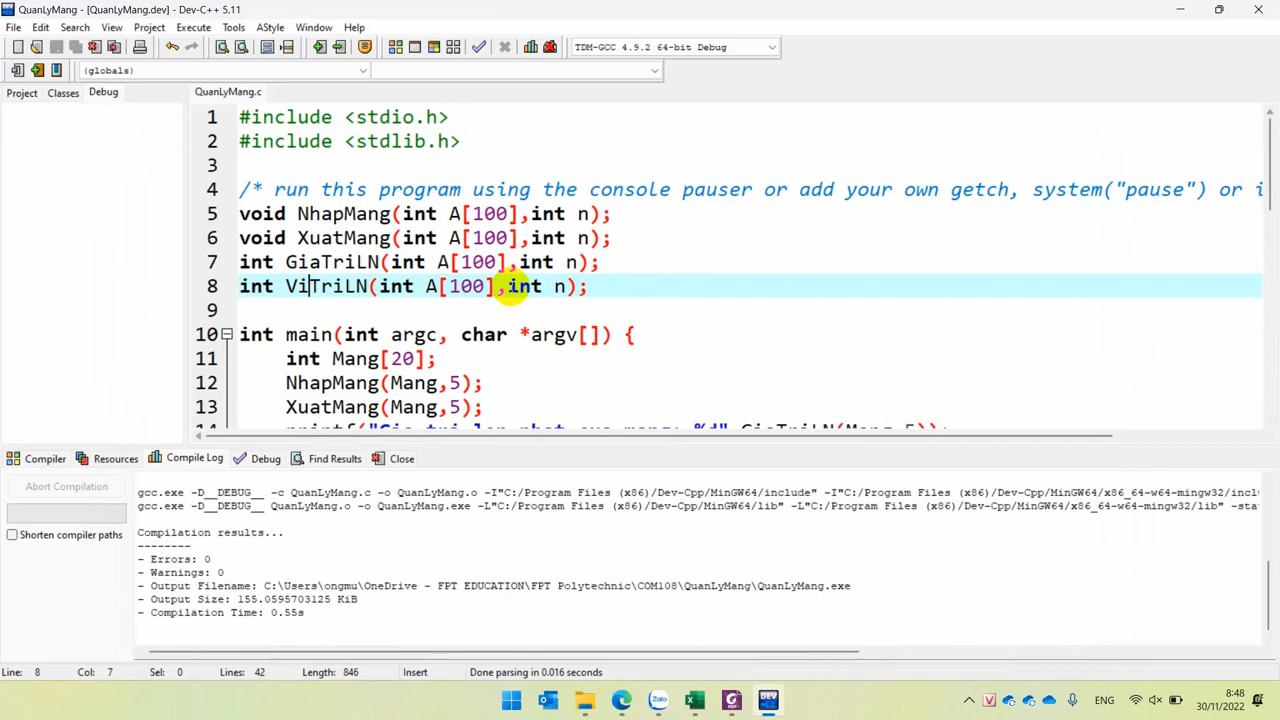 QuanLyMang - [QuanLyMang.dev] - Dev-C++ 5.11
File Edit Search View Project Execute Tools AStyle Window Help
TDM-GCC 4.9.2 64-bit Debug
(globals)
Project Classes Debug
QuanLyMang.c
1 #include <stdio.h>
2 #include <stdlib.h>
3
4 /* run this program using the console pauser or add your own getch, system("pause") or i
5 void NhapMang(int A[100],int n);
6 void XuatMang(int A[100],int n);
7 int GiaTriLN(int A[100],int n);
8 int ViTriLN(int A[100],int n);
9
10 int main(int argc, char *argv[]) {
11 int Mang[20];
12 NhapMang(Mang,5);
13 XuatMang(Mang,5);
Compiler Resources Compile Log Debug Find Results Close
Abort Compilation
Shorten compiler paths
gcc.exe -D__DEBUG__ -c QuanLyMang.c -o QuanLyMang.o -I"C:/Program Files (x86)/Dev-Cpp/MinGW64/include" -I"C:/Program Files (x86)/Dev-Cpp/MinGW64/x86_64-w64-mingw32/incl
gcc.exe -D__DEBUG__ QuanLyMang.o -o QuanLyMang.exe -L"C:/Program Files (x86)/Dev-Cpp/MinGW64/lib" -L"C:/Program Files (x86)/Dev-Cpp/MinGW64/x86_64-w64-mingw32/lib" -sta
Compilation results...
--------
- Errors: 0
- Warnings: 0
- Output Filename: C:\Users\ongmu\OneDrive - FPT EDUCATION\FPT Polytechnic\COM108\QuanLyMang\QuanLyMang.exe
- Output Size: 155.0595703125 KiB
- Compilation Time: 0.55s
Line: 8 Col: 7 Sel: 0 Lines: 42 Length: 846 Insert Done parsing in 0.016 seconds
DEV
ENG
8:48
30/11/2022